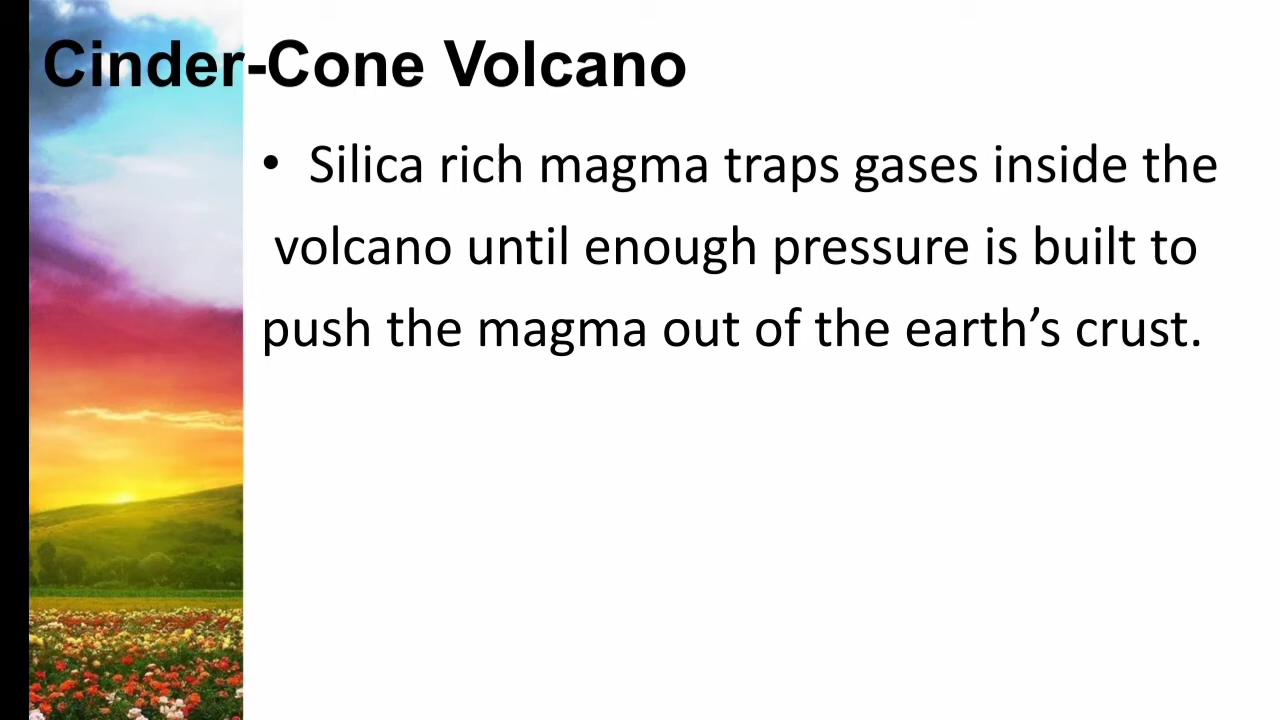 Cinder-Cone Volcano
• Silica rich magma traps gases inside the
volcano until enough pressure is built to
push the magma out of the earth’s crust.